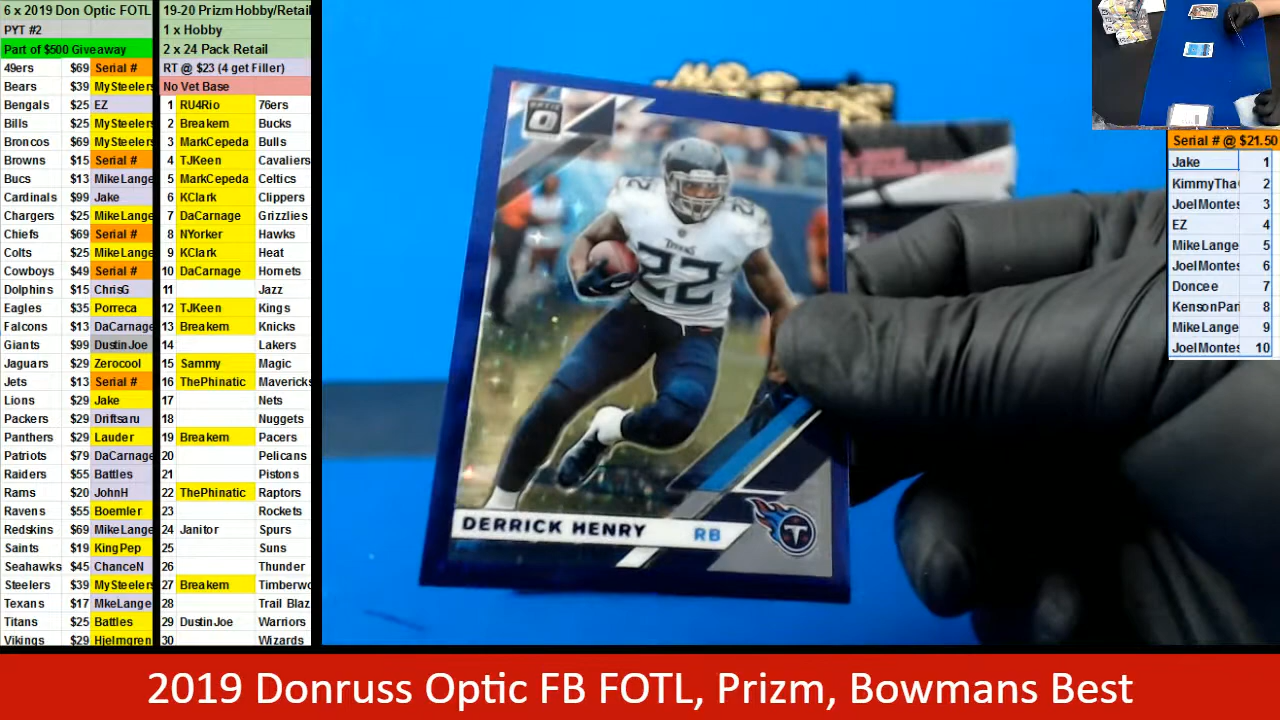 6 x 2019 Don Optic FOTL
PYT #2
Part of $500 Giveaway
49ers $69 Serial #
Bears $39 MySteelers
Bengals $25 EZ
Bills $25 MySteelers
Broncos $69 MySteelers
Browns $15 Serial #
Bucs $13 MikeLange
Cardinals $99 Jake
Chargers $25 MikeLange
Chiefs $69 Serial #
Colts $25 MikeLange
Cowboys $49 Serial #
Dolphins $15 ChrisG
Eagles $35 Porreca
Falcons $13 DaCarnage
Giants $99 DustinJoe
Jaguars $29 Zerocool
Jets $13 Serial #
Lions $29 Jake
Packers $29 Driftsaru
Panthers $29 Lauder
Patriots $79 DaCarnage
Raiders $55 Battles
Rams $20 JohnH
Ravens $55 Boemler
Redskins $69 MikeLange
Saints $19 KingPep
Seahawks $45 ChanceN
Steelers $39 MySteelers
Texans $17 MkeLange
Titans $25 Battles
Vikings $29 Hjelmgren
19-20 Prizm Hobby/Retail
1 x Hobby
2 x 24 Pack Retail
RT @ $23 (4 get Filler)
No Vet Base
1 RU4Rio 76ers
2 Breakem Bucks
3 MarkCepeda Bulls
4 TJKeen Cavaliers
5 MarkCepeda Celtics
6 KClark Clippers
7 DaCarnage Grizzlies
8 NYorker Hawks
9 KClark Heat
10 DaCarnage Hornets
11 Jazz
12 TJKeen Kings
13 Breakem Knicks
14 Lakers
15 Sammy Magic
16 ThePhinatic Mavericks
17 Nets
18 Nuggets
19 Breakem Pacers
20 Pelicans
21 Pistons
22 ThePhinatic Raptors
23 Rockets
24 Janitor Spurs
25 Suns
26 Thunder
27 Breakem Timberwo
28 Trail Blaz
29 DustinJoe Warriors
30 Wizards
OPTIC
TITANS
22
22
22
DERRICK HENRY RB
Serial # @ $21.50
Jake 1
KimmyTha 2
JoelMontes 3
EZ 4
MikeLange 5
JoelMontes 6
Doncee 7
KensonPan 8
MikeLange 9
JoelMontes 10
2019 Donruss Optic FB FOTL, Prizm, Bowmans Best